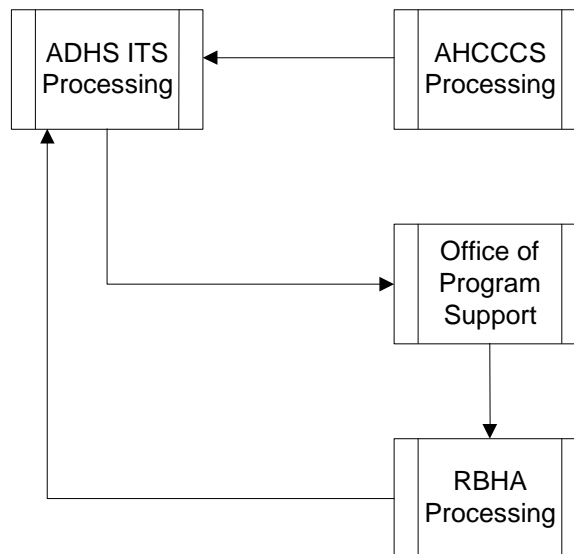 ADHS ITS
Processing
AHCCCS
Processing
Office of
Program
Support
RBHA
Processing